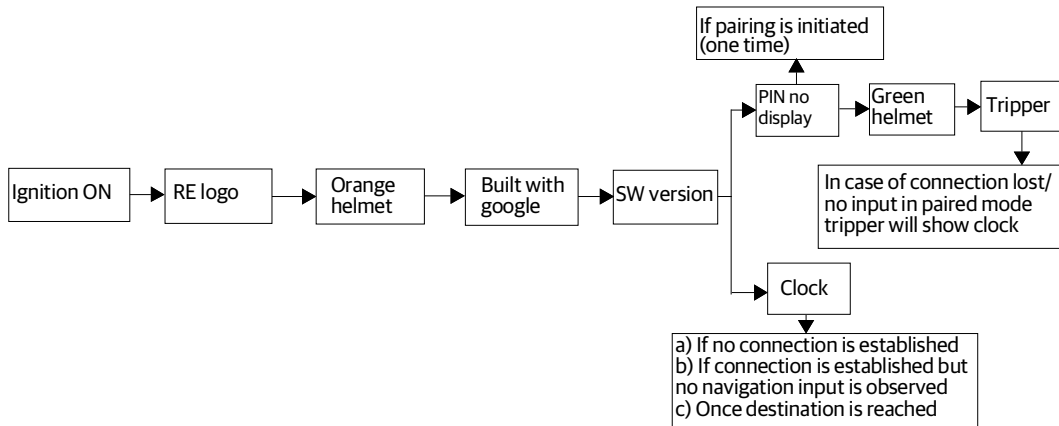 If pairing is initiated
(one time)
PIN no
display
Green
helmet
Tripper
Ignition ON
RE logo
Orange
helmet
Built with
google
SW version
In case of connection lost/
no input in paired mode
tripper will show clock
Clock
a) If no connection is established
b) If connection is established but
no navigation input is observed
c) Once destination is reached